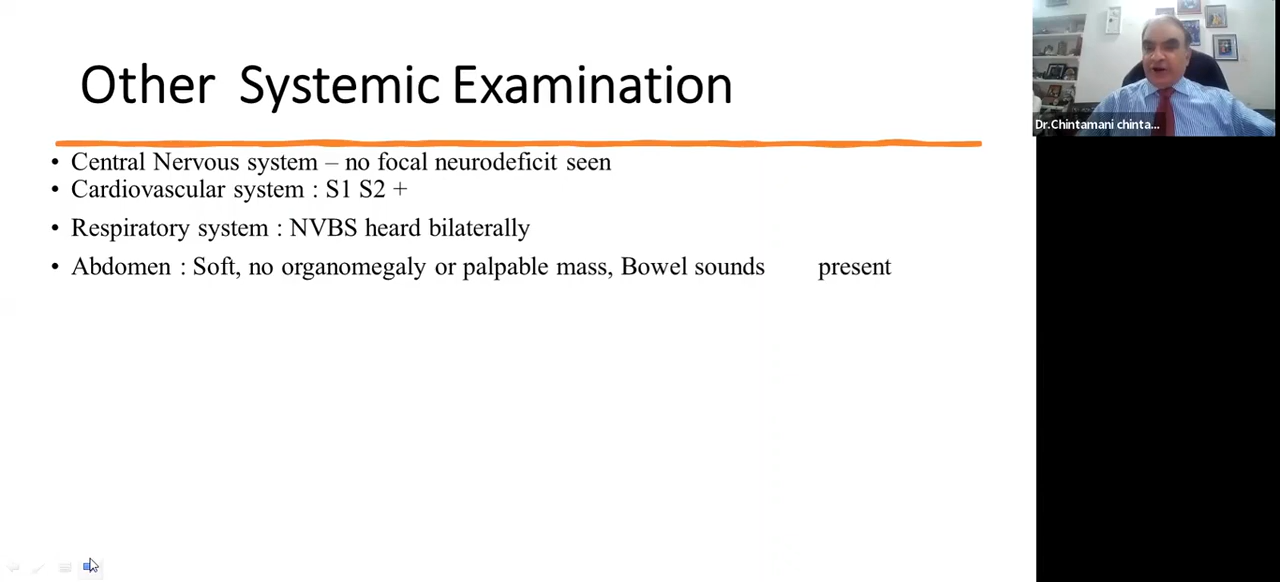 Other Systemic Examination
Dr.Chintamani chinta...
• Central Nervous system – no focal neurodeficit seen
• Cardiovascular system : S1 S2 +
• Respiratory system : NVBS heard bilaterally
• Abdomen : Soft, no organomegaly or palpable mass, Bowel sounds present